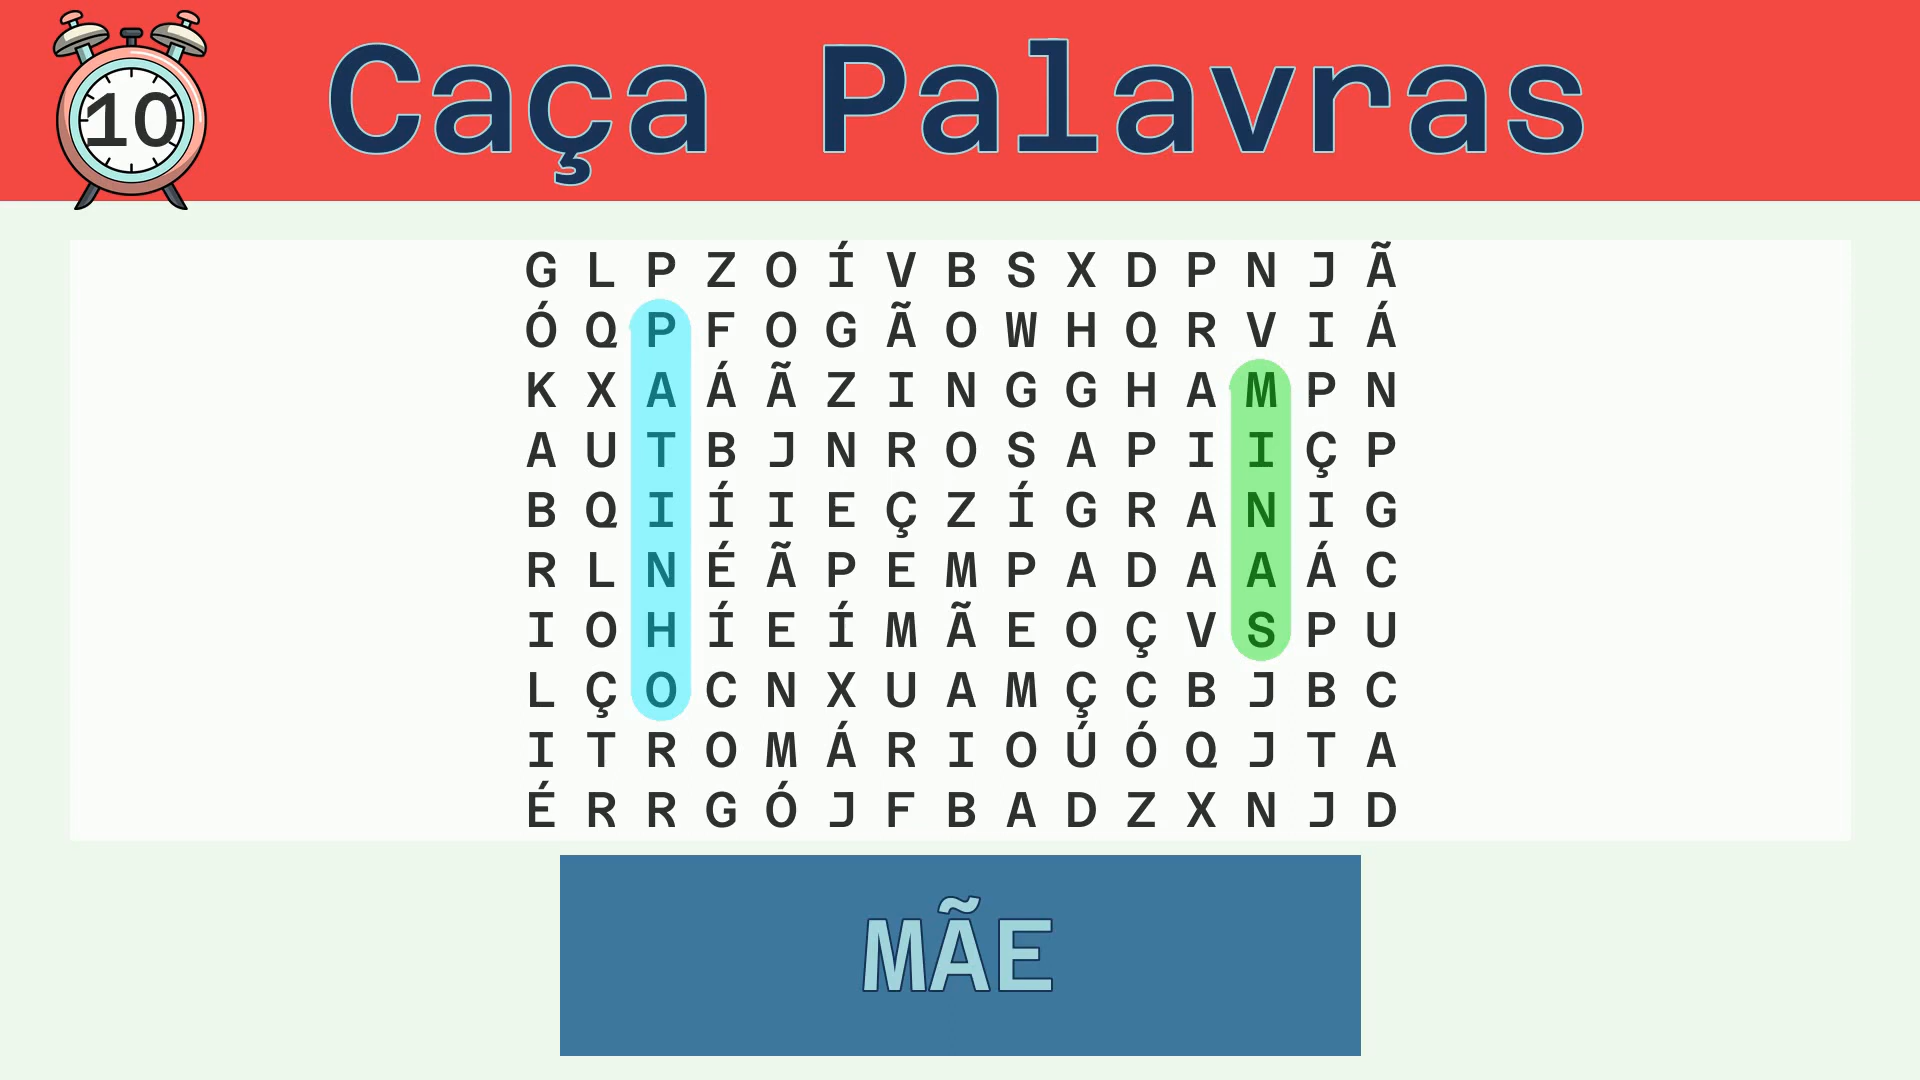 10
Caça Palavras
G L P Z O Í V B S X D P N J Ã
Ó Q P F O G Ã O W H Q R V I Á
K X A Á Ã Z I N G G H A M P N
A U T B J N R O S A P I I Ç P
B Q I Í I E Ç Z Í G R A N I G
R L N É Ã P E M P A D A A Á C
I O H Í E Í M Ã E O Ç V S P U
L Ç O C N X U A M Ç C B J B C
I T R O M Á R I O Ú Ó Q J T A
É R R G Ó J F B A D Z X N J D
MÃE